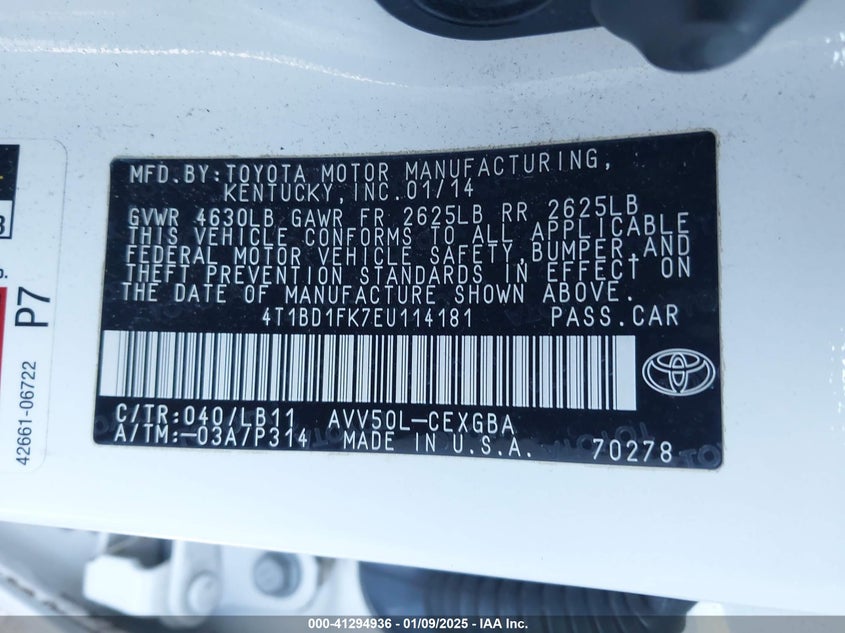 MFD.BY:TOYOTA MOTOR MANUFACTURING,
KENTUCKY,INC.01/14
GVWR 4630LB GAWR FR 2625LB RR 2625LB
THIS VEHICLE CONFORMS TO ALL APPLICABLE
FEDERAL MOTOR VEHICLE SAFETY,BUMPER,AND
THEFT PREVENTION STANDARDS IN EFFECT ON
THE DATE OF MANUFACTURE SHOWN ABOVE.
4T1BD1FK7EU114181 PASS.CAR
C/TR:040/LB11 AVV50L-CEXGBA
A/TM:-03A/P314 MADE IN U.S.A. 70278
P7
42661-06722
000-41294936 - 01/09/2025 - IAA Inc.